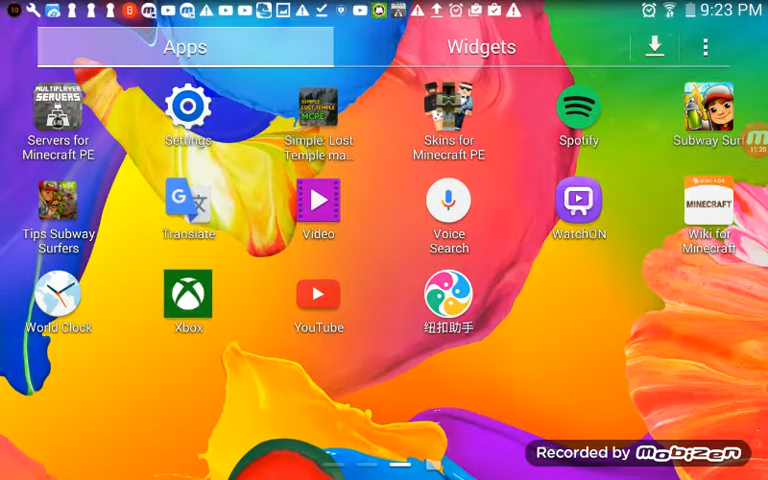 9:23 PM
Apps
Widgets
MULTIPLAYER
SERVERS
SIMPLE
LOST TEMPLE
MCPE
Servers for
Minecraft PE
Settings
Simple: Lost
Temple ma...
Skins for
Minecraft PE
Spotify
Subway Surf
11:28
MINECRAFT
Tips Subway
Surfers
Translate
Video
Voice
Search
WatchON
Wiki for
Minecraft
World Clock
Xbox
YouTube
纽扣助手
Recorded by Mobizen